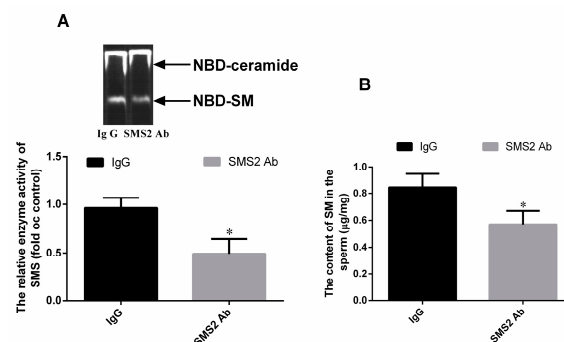 A
NBD-ceramide
NBD-SM
Ig G SMS2 Ab
IgG
SMS2 Ab
The relative enzyme activity of
SMS (fold oc control)
1.5
1.0
0.5
0.0
IgG
SMS2 Ab
*
B
IgG
SMS2 Ab
The content of SM in the
sperm (µg/mg)
1.0
0.8
0.6
0.4
0.2
0.0
IgG
SMS2 Ab
*